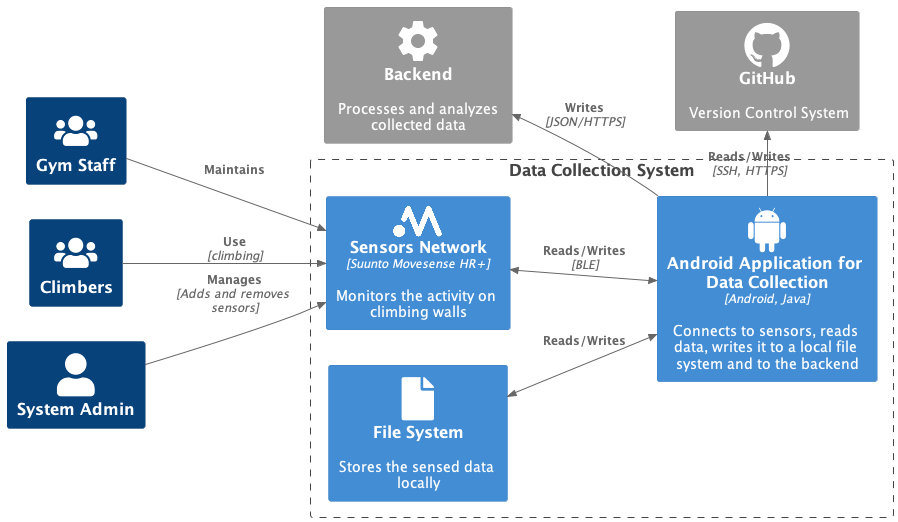 Backend
Processes and analyzes
collected data
GitHub
Version Control System
Writes
[JSON/HTTPS]
Reads/Writes
[SSH, HTTPS]
Gym Staff
Maintains
Data Collection System
Climbers
Use
[climbing]
Sensors Network
[Suunto Movesense HR+]
Monitors the activity on
climbing walls
Reads/Writes
[BLE]
Android Application for
Data Collection
[Android, Java]
Connects to sensors, reads
data, writes it to a local file
system and to the backend
Manages
[Adds and removes
sensors]
System Admin
Reads/Writes
File System
Stores the sensed data
locally